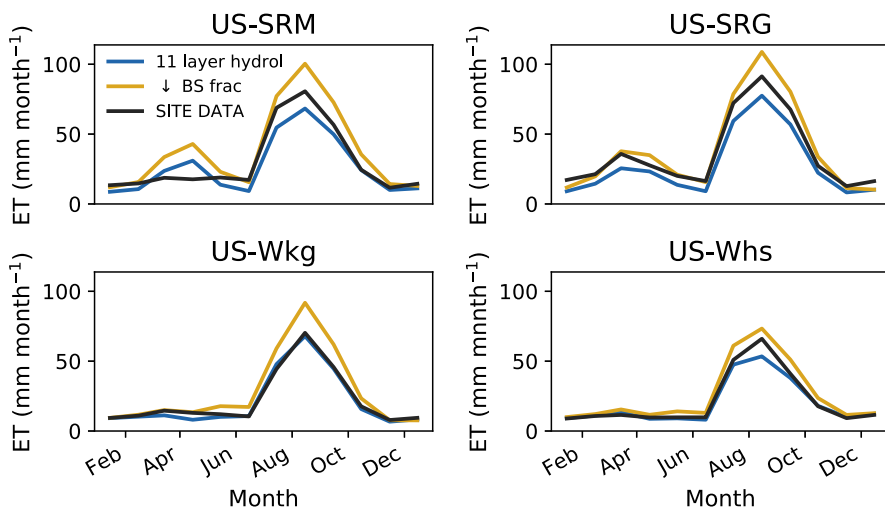 US-SRM
US-SRG
ET (mm month⁻¹)
100
50
0
11 layer hydrol
↓ BS frac
SITE DATA
ET (mm month⁻¹)
100
50
0
US-Wkg
US-Whs
ET (mm month⁻¹)
100
50
0
Feb
Apr
Jun
Aug
Oct
Dec
Month
ET (mm mnnth⁻¹)
100
50
0
Feb
Apr
Jun
Aug
Oct
Dec
Month